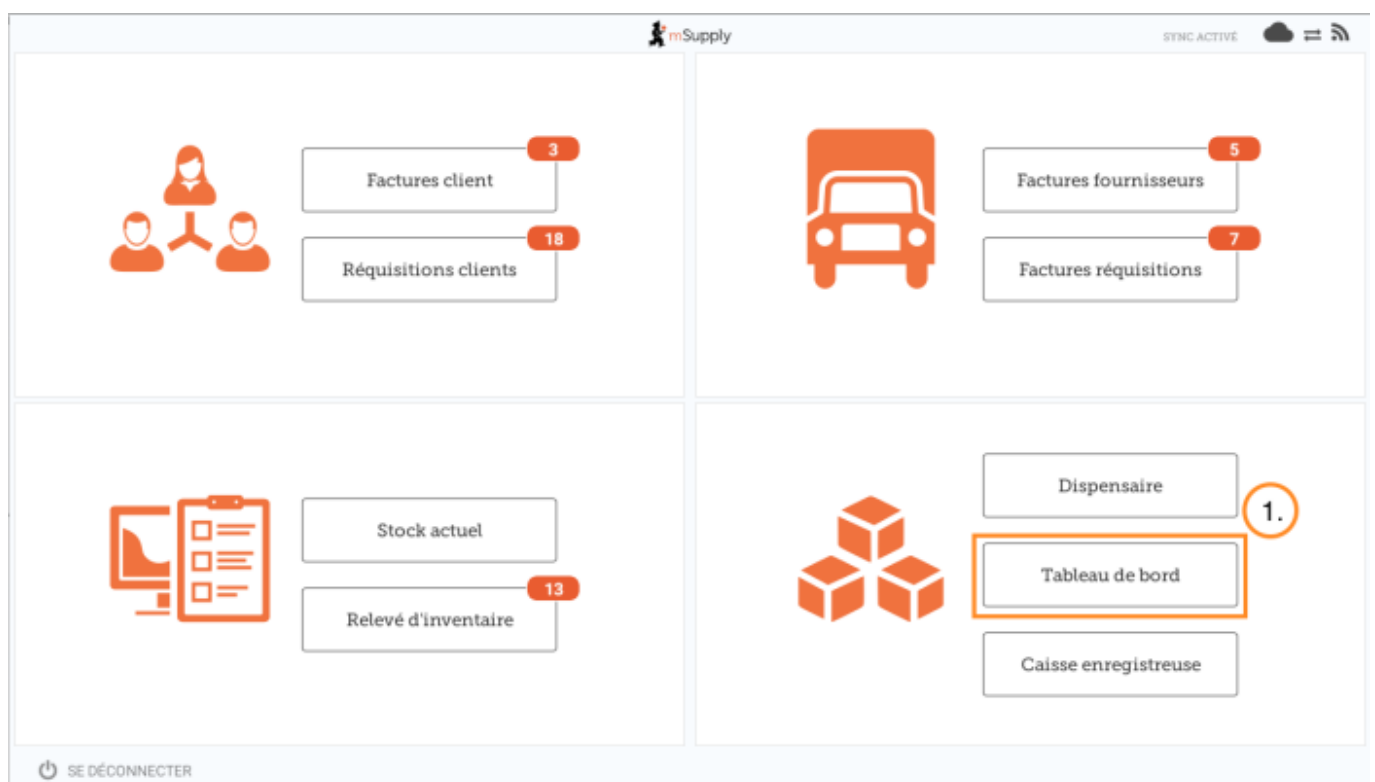 mSupply
SYNC ACTIVÉ
3
Factures client
18
Réquisitions clients
5
Factures fournisseurs
7
Factures réquisitions
Stock actuel
13
Relevé d'inventaire
Dispensaire
1.
Tableau de bord
Caisse enregistreuse
SE DÉCONNECTER